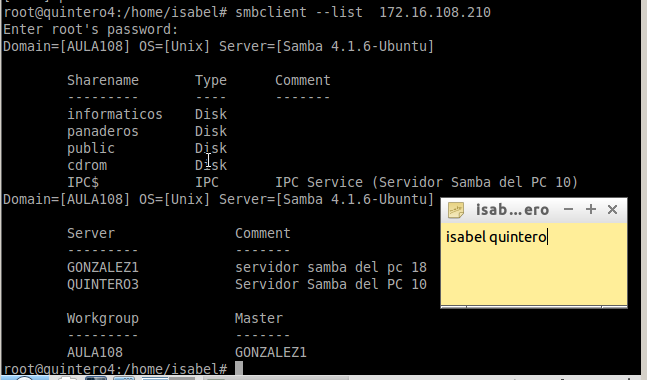 root@quintero4:/home/isabel# smbclient --list  172.16.108.210
Enter root's password:
Domain=[AULA108] OS=[Unix] Server=[Samba 4.1.6-Ubuntu]
Sharename Type Comment
--------- ---- -------
informaticos Disk
panaderos Disk
public Disk
cdrom Disk
IPC$ IPC IPC Service (Servidor Samba del PC 10)
Domain=[AULA108] OS=[Unix] Server=[Samba 4.1.6-Ubuntu]
isab...ero
isabel quintero
Server Comment
--------- -------
GONZALEZ1 servidor samba del pc 18
QUINTERO3 Servidor Samba del PC 10
Workgroup Master
--------- -------
AULA108 GONZALEZ1
root@quintero4:/home/isabel#